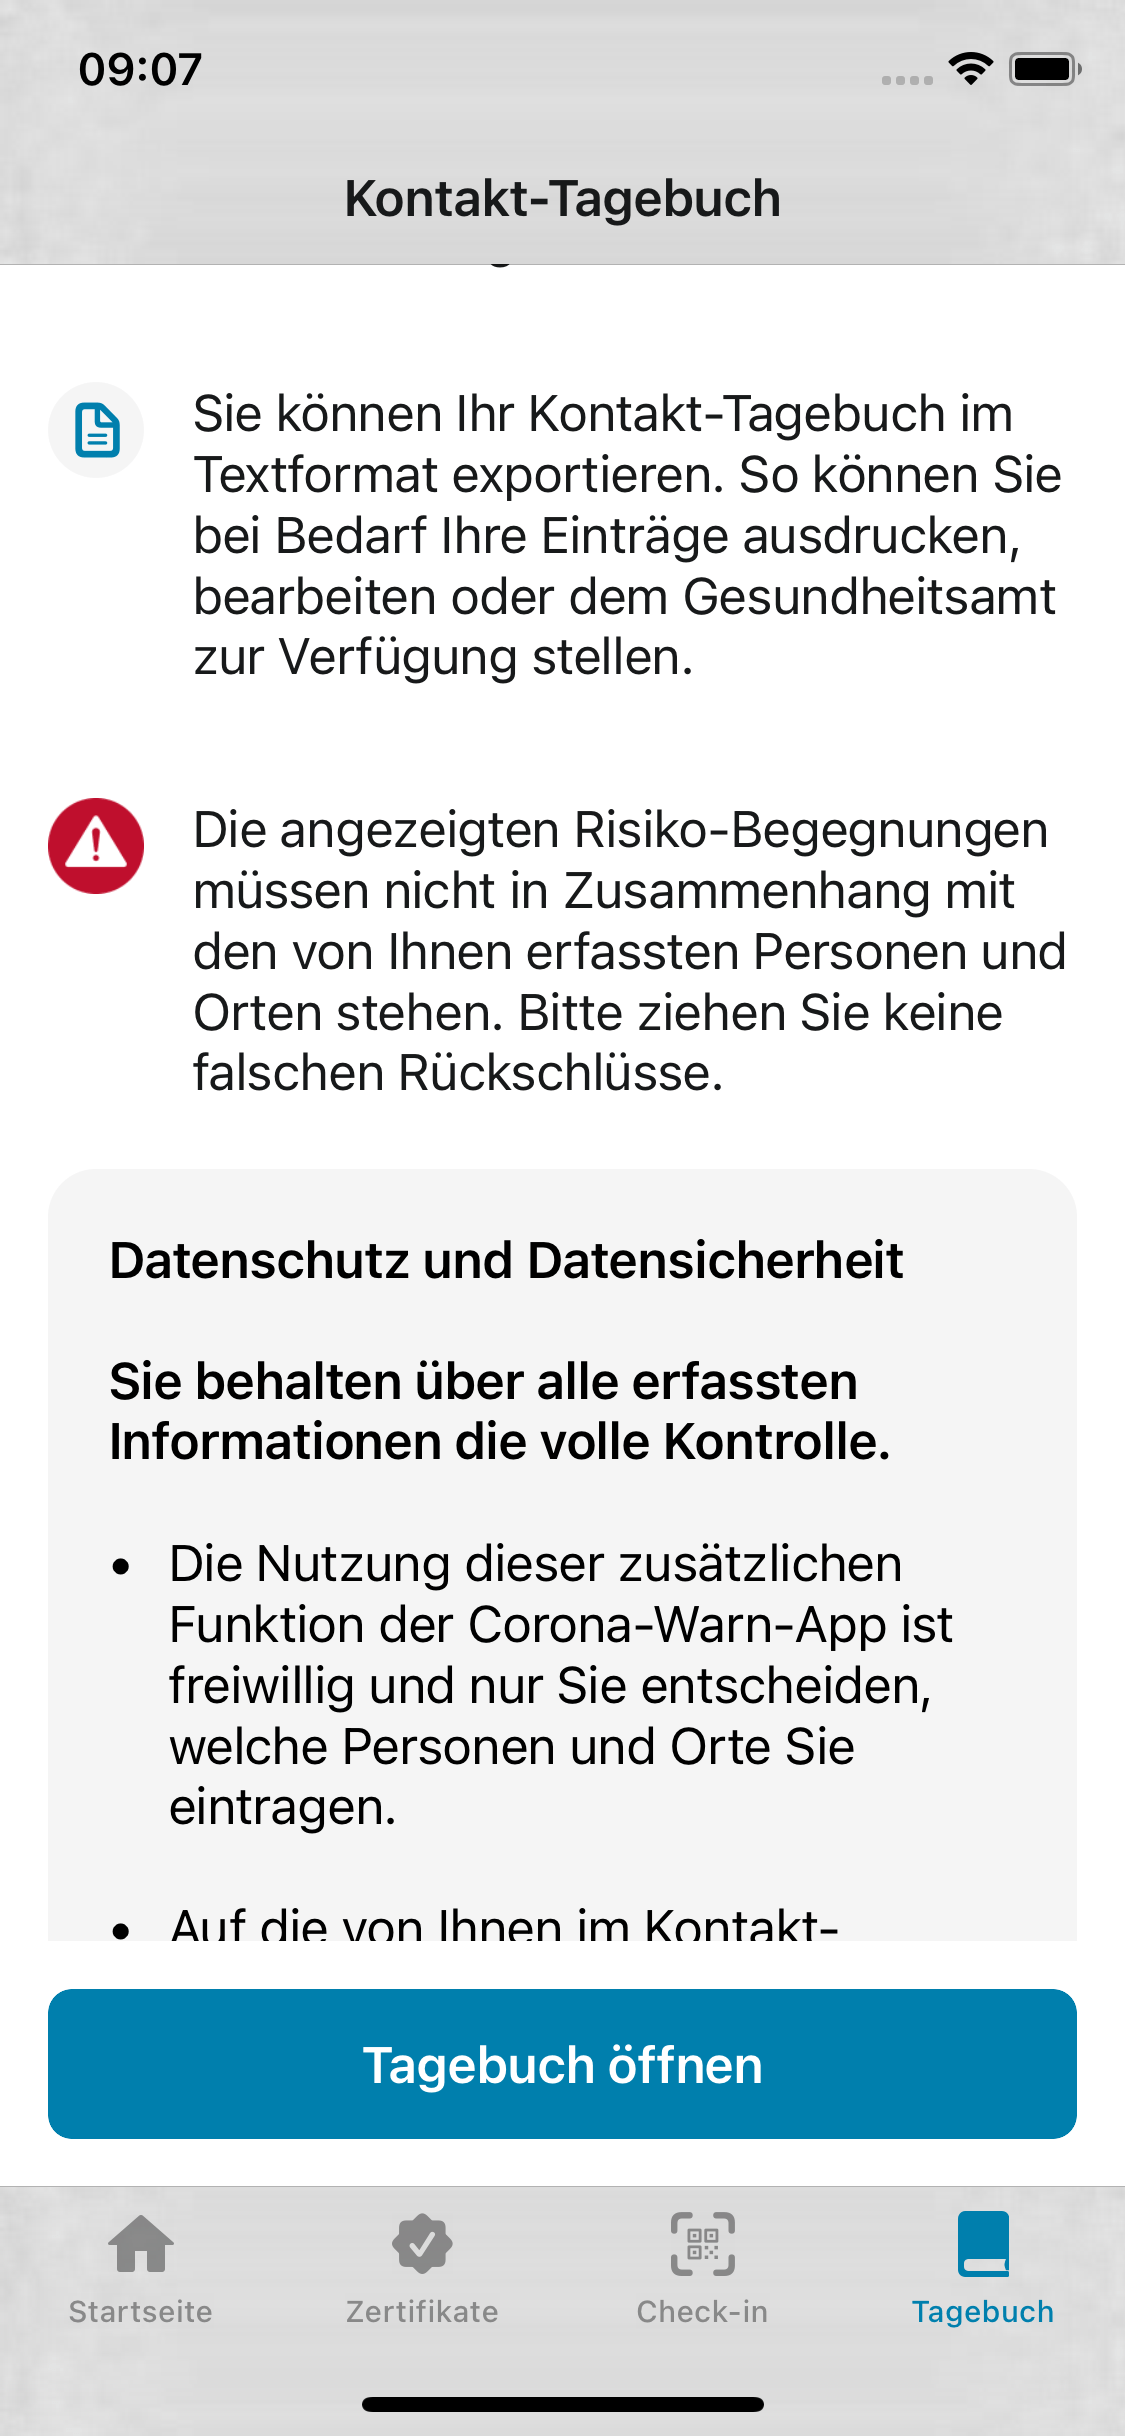 09:07
Kontakt-Tagebuch
Sie können Ihr Kontakt-Tagebuch im
Textformat exportieren. So können Sie
bei Bedarf Ihre Einträge ausdrucken,
bearbeiten oder dem Gesundheitsamt
zur Verfügung stellen.
Die angezeigten Risiko-Begegnungen
müssen nicht in Zusammenhang mit
den von Ihnen erfassten Personen und
Orten stehen. Bitte ziehen Sie keine
falschen Rückschlüsse.
Datenschutz und Datensicherheit
Sie behalten über alle erfassten
Informationen die volle Kontrolle.
• Die Nutzung dieser zusätzlichen
Funktion der Corona-Warn-App ist
freiwillig und nur Sie entscheiden,
welche Personen und Orte Sie
eintragen.
• Auf die von Ihnen im Kontakt-
Tagebuch öffnen
Startseite
Zertifikate
Check-in
Tagebuch